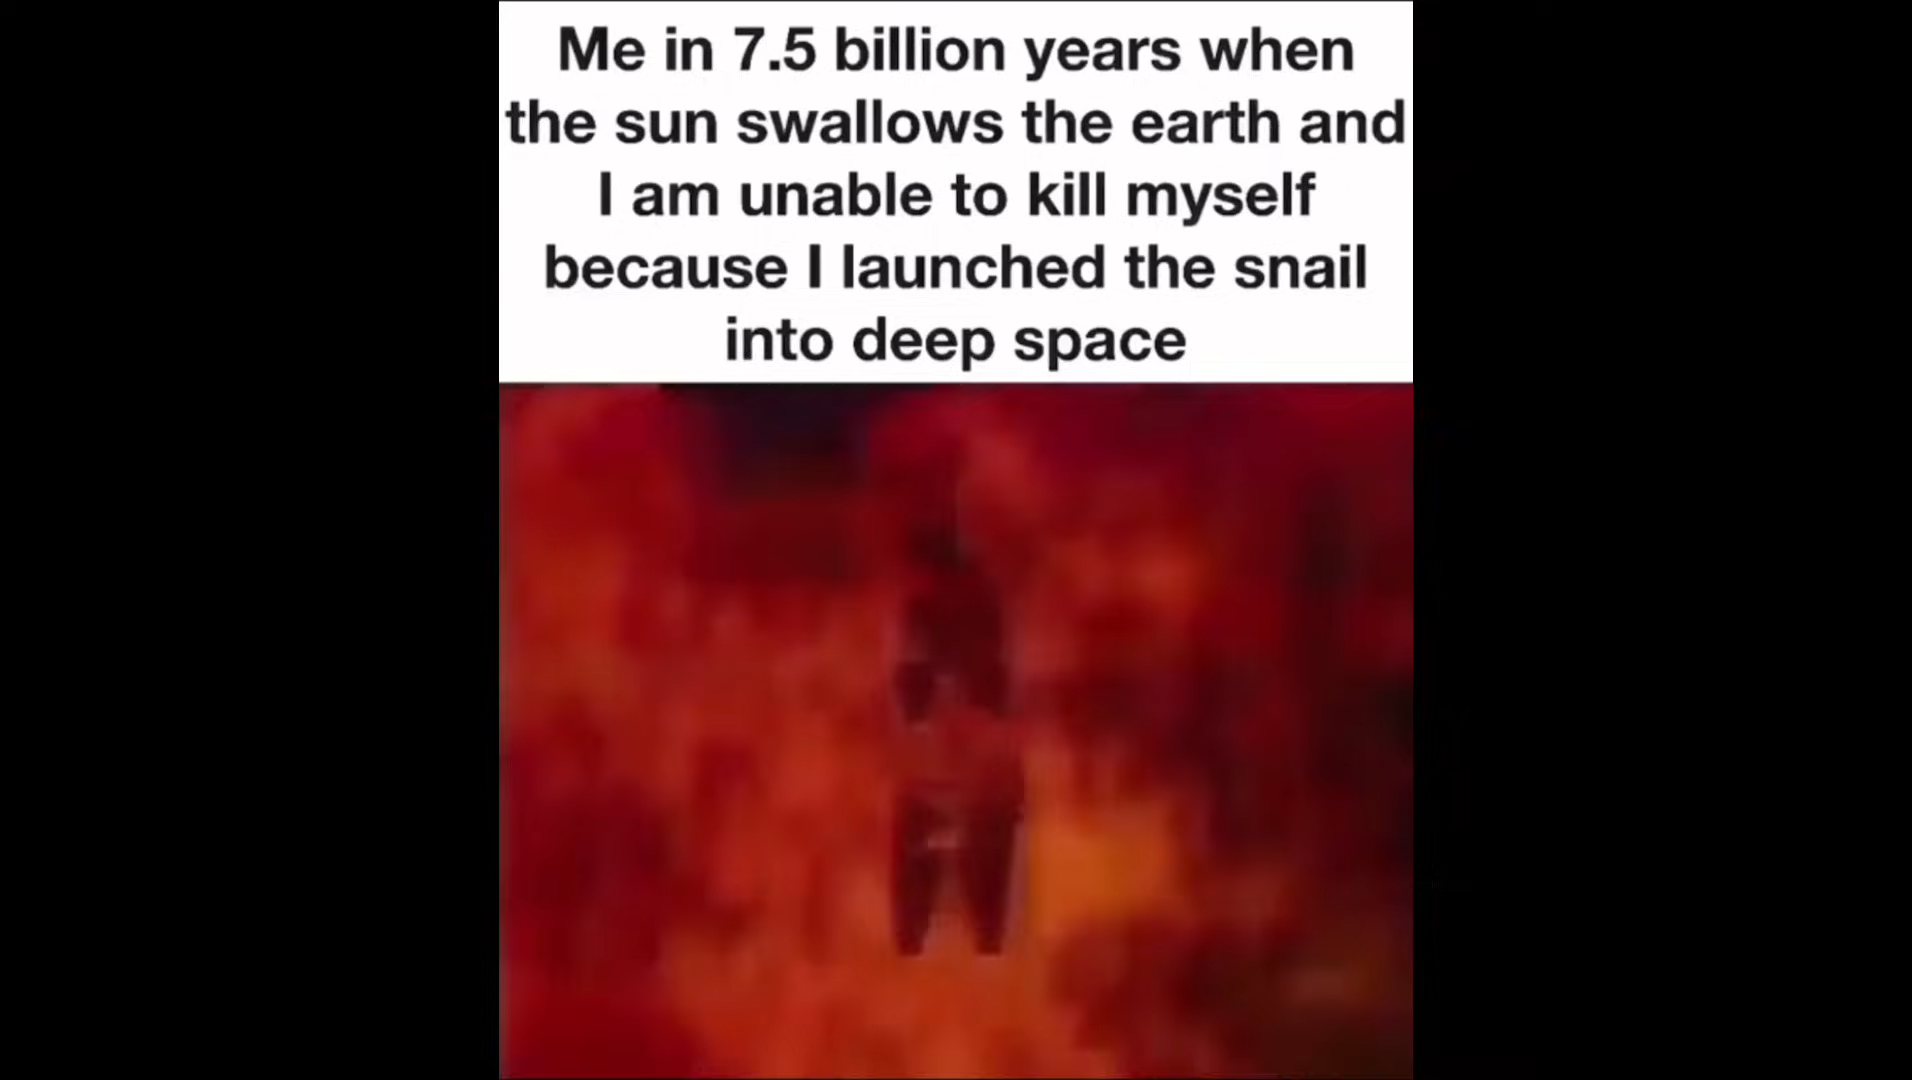 Me in 7.5 billion years when
the sun swallows the earth and
I am unable to kill myself
because I launched the snail
into deep space